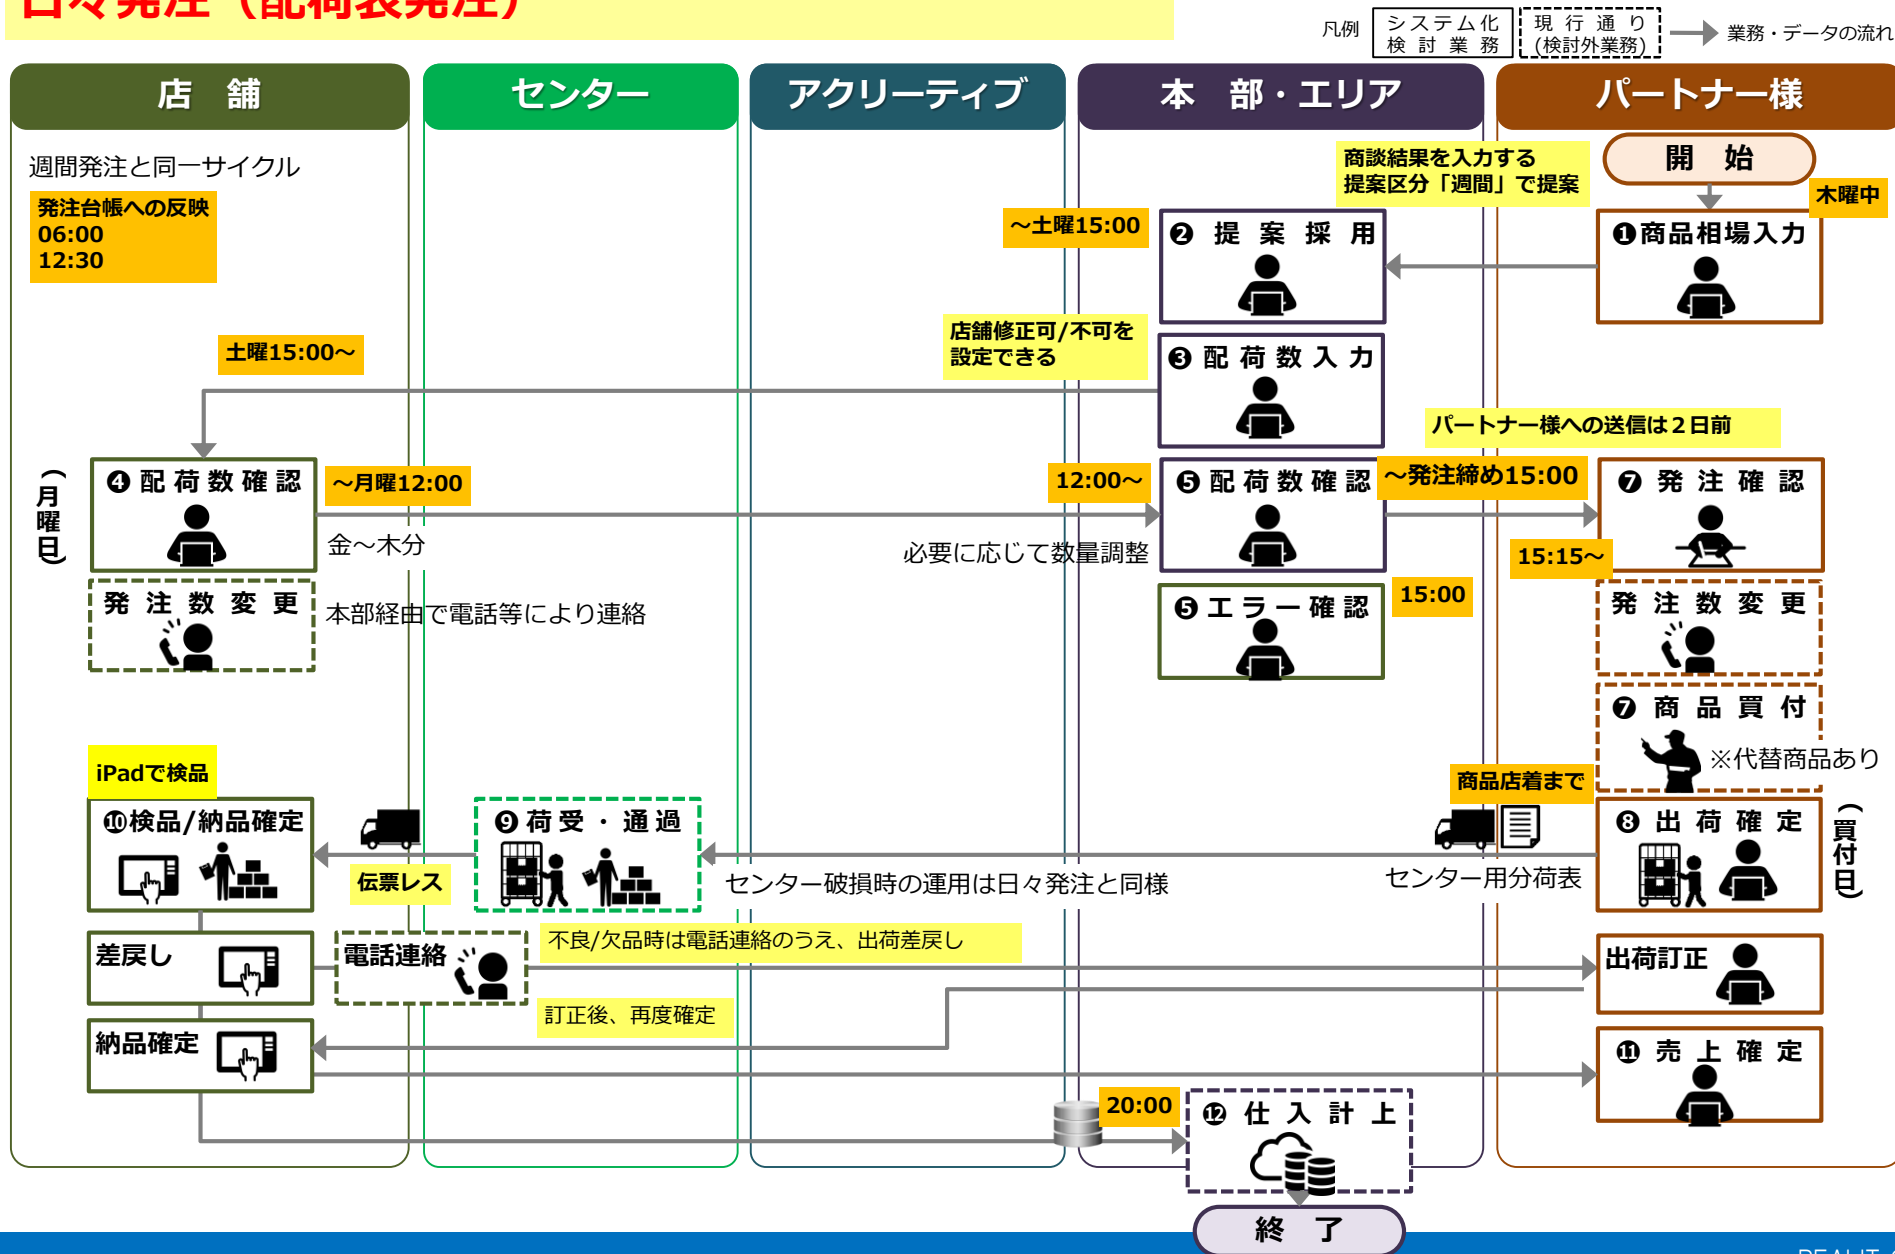 日々発注（配荷表発注）
凡例
システム化
検討業務
現行通り
(検討外業務)
業務・データの流れ
店　舗
センター
アクリーティブ
本　部・エリア
パートナー様
週間発注と同一サイクル
発注台帳への反映
06:00
12:30
商談結果を入力する
提案区分「週間」で提案
開　始
木曜中
～土曜15:00
❷提案採用
❶商品相場入力
店舗修正可/不可を
設定できる
土曜15:00～
❸配荷数入力
パートナー様への送信は２日前
（月曜日）
❹配荷数確認
～月曜12:00
金～木分
12:00～
❺配荷数確認
必要に応じて数量調整
～発注締め15:00
❼発注確認
15:15～
発注数変更
本部経由で電話等により連絡
❺エラー確認
15:00
発注数変更
❼商品買付
※代替商品あり
iPadで検品
❿検品/納品確定
伝票レス
❾荷受・通過
センター破損時の運用は日々発注と同様
商品店着まで
センター用分荷表
❽出荷確定
（買付日）
差戻し
電話連絡
不良/欠品時は電話連絡のうえ、出荷差戻し
出荷訂正
訂正後、再度確定
納品確定
⓫売上確定
20:00
⓬仕入計上
終　了